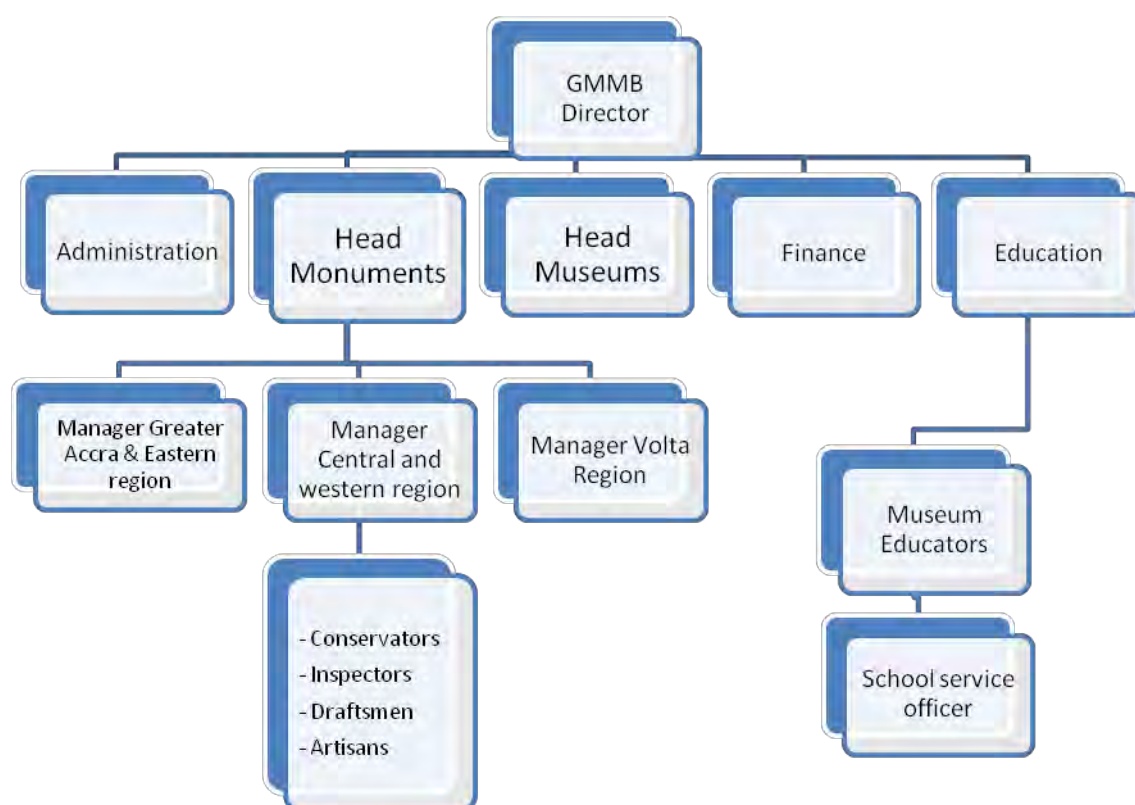 GMMB
Director
Administration
Head
Monuments
Head
Museums
Finance
Education
Manager Greater
Accra & Eastern
region
Manager
Central and
western region
Manager Volta
Region
Museum
Educators
- Conservators
- Inspectors
- Draftsmen
- Artisans
School service
officer